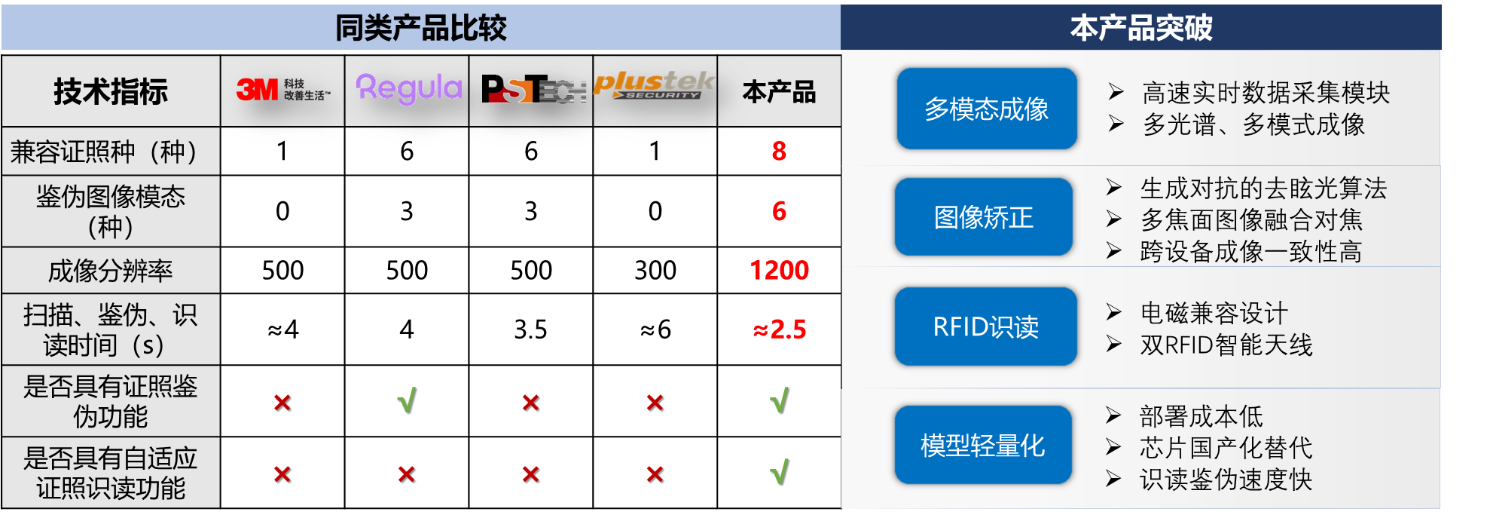 同类产品比较
本产品突破
技术指标
3M 科技
改善生活™
Regula
PSTECH
plustek
SECURITY
本产品
兼容证照种（种）
1
6
6
1
8
鉴伪图像模态
（种）
0
3
3
0
6
成像分辨率
500
500
500
300
1200
扫描、鉴伪、识
读时间（s）
≈4
4
3.5
≈6
≈2.5
是否具有证照鉴
伪功能
×
√
×
×
√
是否具有自适应
证照识读功能
×
×
×
×
√
多模态成像
➢ 高速实时数据采集模块
➢ 多光谱、多模式成像
图像矫正
➢ 生成对抗的去眩光算法
➢ 多焦面图像融合对焦
➢ 跨设备成像一致性高
RFID识读
➢ 电磁兼容设计
➢ 双RFID智能天线
模型轻量化
➢ 部署成本低
➢ 芯片国产化替代
➢ 识读鉴伪速度快